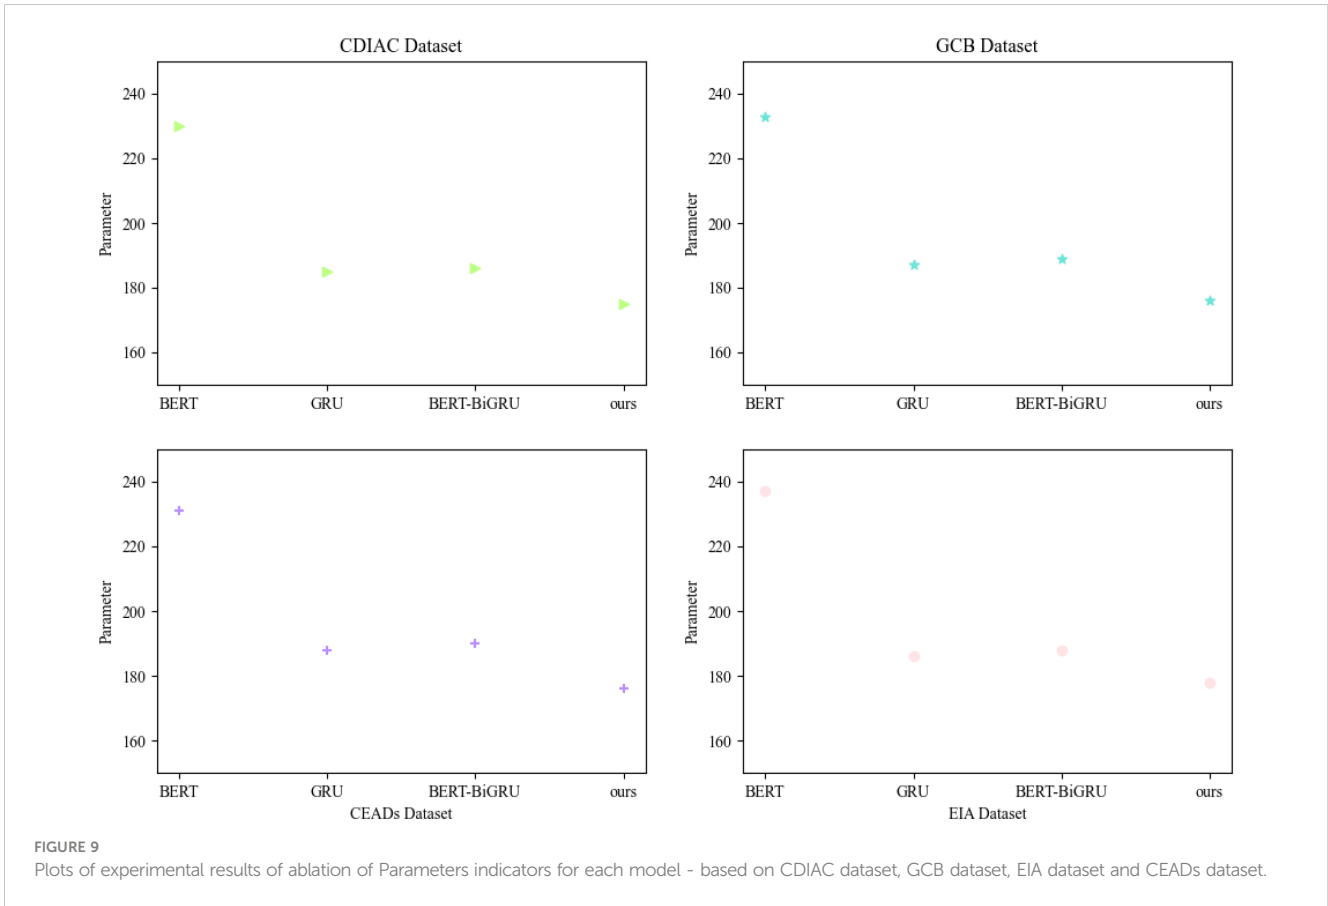 CDIAC Dataset
240
220
200
180
160
Parameter
BERT GRU BERT-BiGRU ours
GCB Dataset
240
220
200
180
160
Parameter
BERT GRU BERT-BiGRU ours
240
220
200
180
160
Parameter
BERT GRU BERT-BiGRU ours
CEADs Dataset
240
220
200
180
160
Parameter
BERT GRU BERT-BiGRU ours
EIA Dataset
FIGURE 9
Plots of experimental results of ablation of Parameters indicators for each model - based on CDIAC dataset, GCB dataset, EIA dataset and CEADs dataset.